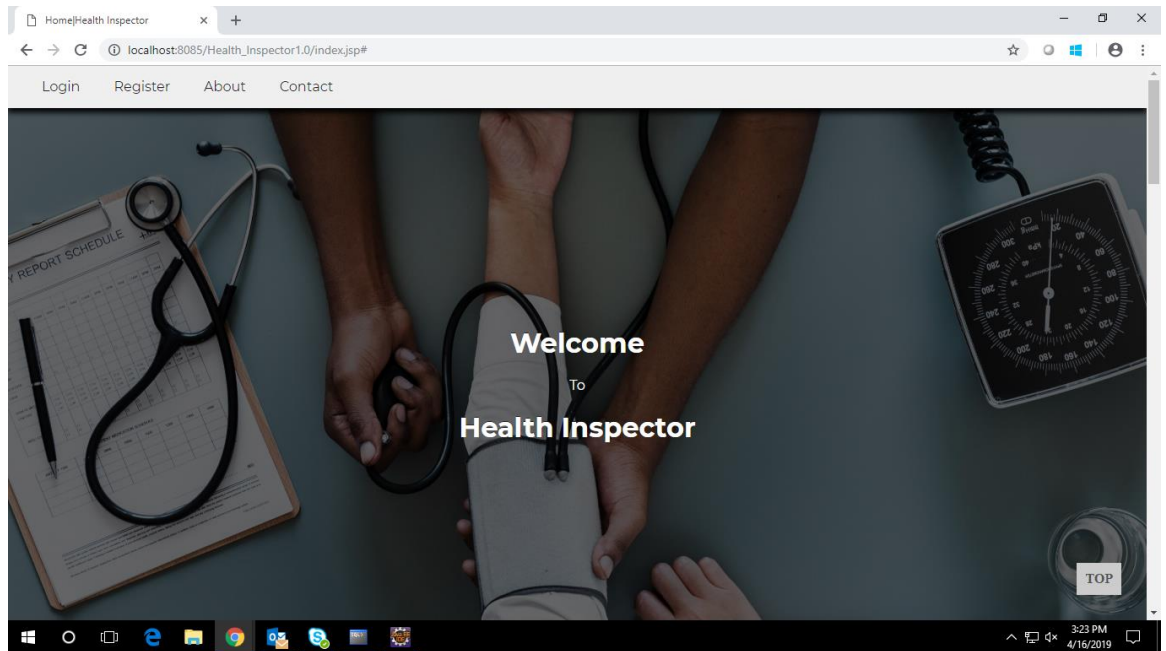 Home|Health Inspector
localhost:8085/Health_Inspector1.0/index.jsp#
Login Register About Contact
REPORT SCHEDULE
Welcome
To
Health Inspector
TOP
3:23 PM
4/16/2019